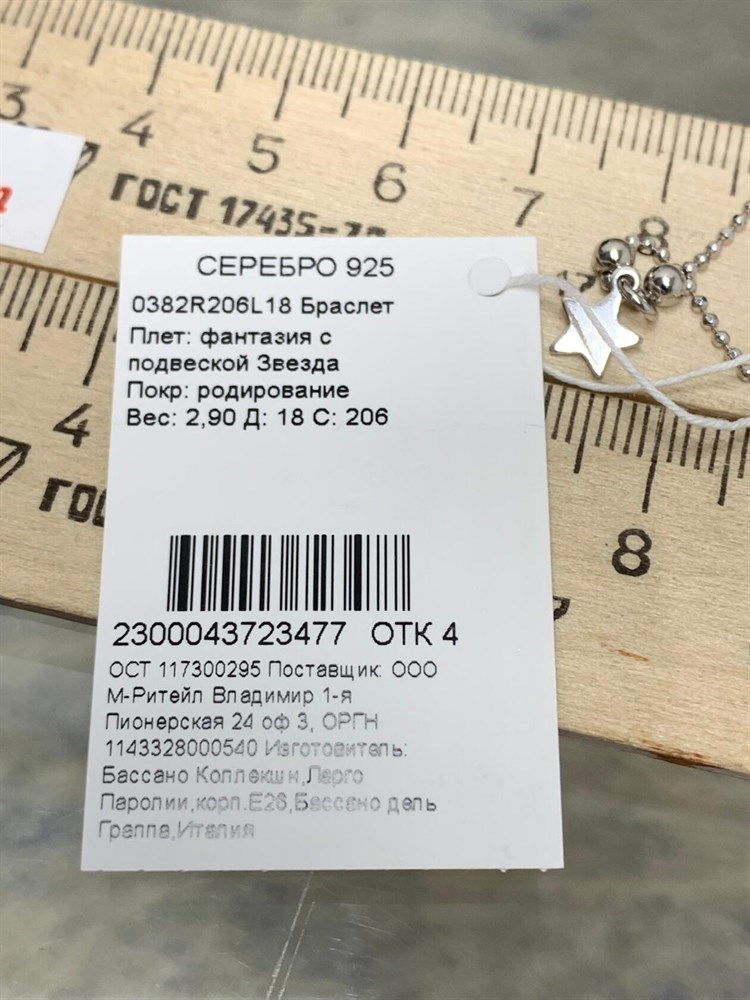 3 4 5 6 7 8
ГОСТ 17435-72
СЕРЕБРО 925
0382R206L18 Браслет
Плет: фантазия с
подвеской Звезда
Покр: родирование
Вес: 2,90 Д: 18 С: 206
4
ГОС
8
2300043723477 ОТК 4
ОСТ 117300295 Поставщик: ООО
М-Ритейл Владимир 1-я
Пионерская 24 оф 3, ОРГН
1143328000540 Изготовитель:
Бассано Коллекшн,Ларго
Паролии,корп.Е26,Бассано дель
Граппа,Италия